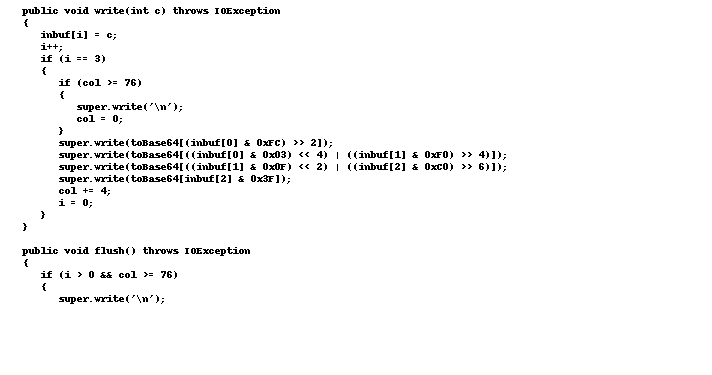 public void write(int c) throws IOException
{
inbuf[i] = c;
i++;
if (i == 3)
{
if (col >= 76)
{
super.write('\n');
col = 0;
}
super.write(toBase64[(inbuf[0] & 0xFC) >> 2]);
super.write(toBase64[((inbuf[0] & 0x03) << 4) | ((inbuf[1] & 0xF0) >> 4)]);
super.write(toBase64[((inbuf[1] & 0x0F) << 2) | ((inbuf[2] & 0xC0) >> 6)]);
super.write(toBase64[inbuf[2] & 0x3F]);
col += 4;
i = 0;
}
}
public void flush() throws IOException
{
if (i > 0 && col >= 76)
{
super.write('\n');